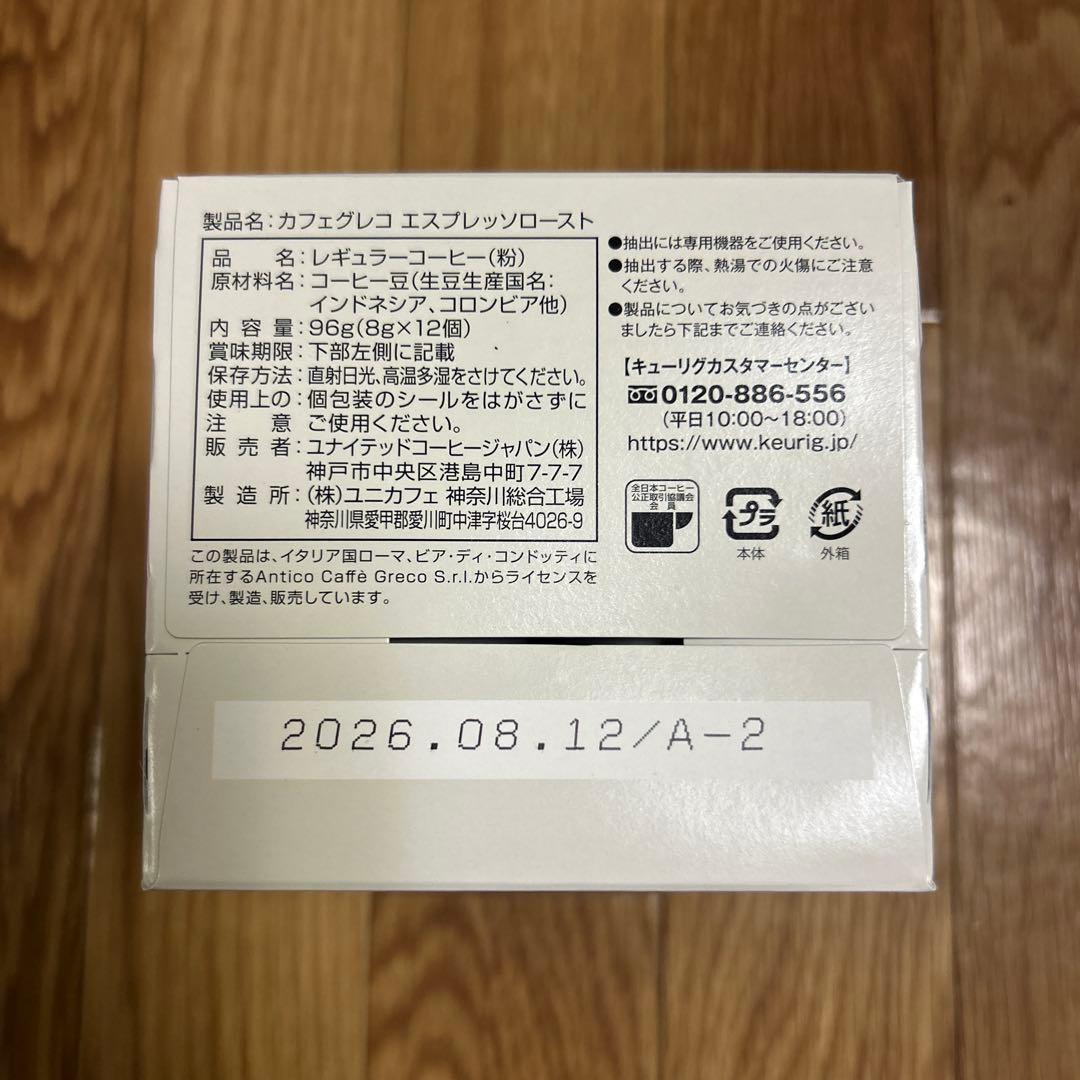 製品名：カフェグレコ エスプレッソロースト
品名：レギュラーコーヒー（粉）
原材料名：コーヒー豆（生豆生産国名：
インドネシア、コロンビア他）
内容量：96g（8g×12個）
賞味期限：下部左側に記載
保存方法：直射日光、高温多湿をさけてください。
使用上の：個包装のシールをはがさずに
注意 ご使用ください。
販売者：ユナイテッドコーヒージャパン（株）
神戸市中央区港島中町7-7-7
製造所：（株）ユニカフェ 神奈川総合工場
神奈川県愛甲郡愛川町中津字桜台4026-9
この製品は、イタリア国ローマ、ビア・ディ・コンドッティに
所在するAntico Caffè Greco S.r.l.からライセンスを
受け、製造、販売しています。
●抽出には専用機器をご使用ください。
●抽出する際、熱湯での火傷にご注意
ください。
●製品についてお気づきの点がござい
ましたら下記までご連絡ください。
【キューリグカスタマーセンター】
0120-886-556
（平日10:00〜18:00）
https://www.keurig.jp/
全日本コーヒー
公正取引協議会
会員
プラ
本体
紙
外箱
2026.08.12/A-2